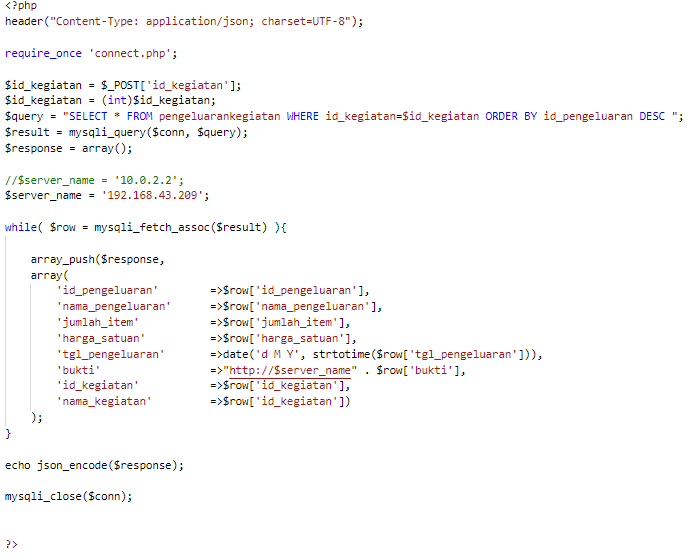 <?php
header("Content-Type: application/json; charset=UTF-8");
require_once 'connect.php';
$id_kegiatan = $_POST['id_kegiatan'];
$id_kegiatan = (int)$id_kegiatan;
$query = "SELECT * FROM pengeluarankegiatan WHERE id_kegiatan=$id_kegiatan ORDER BY id_pengeluaran DESC ";
$result = mysqli_query($conn, $query);
$response = array();
//$server_name = '10.0.2.2';
$server_name = '192.168.43.209';
while( $row = mysqli_fetch_assoc($result) ){
array_push($response,
array(
'id_pengeluaran' =>$row['id_pengeluaran'],
'nama_pengeluaran' =>$row['nama_pengeluaran'],
'jumlah_item' =>$row['jumlah_item'],
'harga_satuan' =>$row['harga_satuan'],
'tgl_pengeluaran' =>date('d M Y', strtotime($row['tgl_pengeluaran'])),
'bukti' =>"http://$server_name" . $row['bukti'],
'id_kegiatan' =>$row['id_kegiatan'],
'nama_kegiatan' =>$row['id_kegiatan'])
);
}
echo json_encode($response);
mysqli_close($conn);
?>